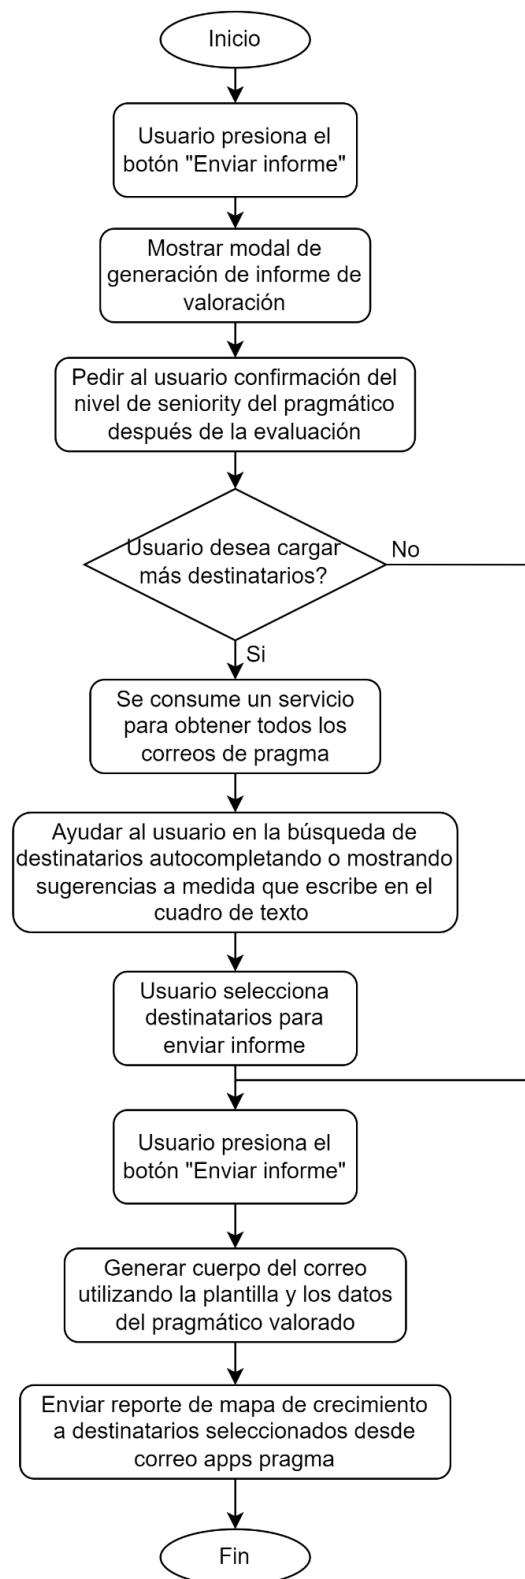 Inicio
Usuario presiona el
botón "Enviar informe"
Mostrar modal de
generación de informe de
valoración
Pedir al usuario confirmación del
nivel de seniority del pragmático
después de la evaluación
Usuario desea cargar
más destinatarios?
No
Si
Se consume un servicio
para obtener todos los
correos de pragma
Ayudar al usuario en la búsqueda de
destinatarios autocompletando o mostrando
sugerencias a medida que escribe en el
cuadro de texto
Usuario selecciona
destinatarios para
enviar informe
Usuario presiona el
botón "Enviar informe"
Generar cuerpo del correo
utilizando la plantilla y los datos
del pragmático valorado
Enviar reporte de mapa de crecimiento
a destinatarios seleccionados desde
correo apps pragma
Fin